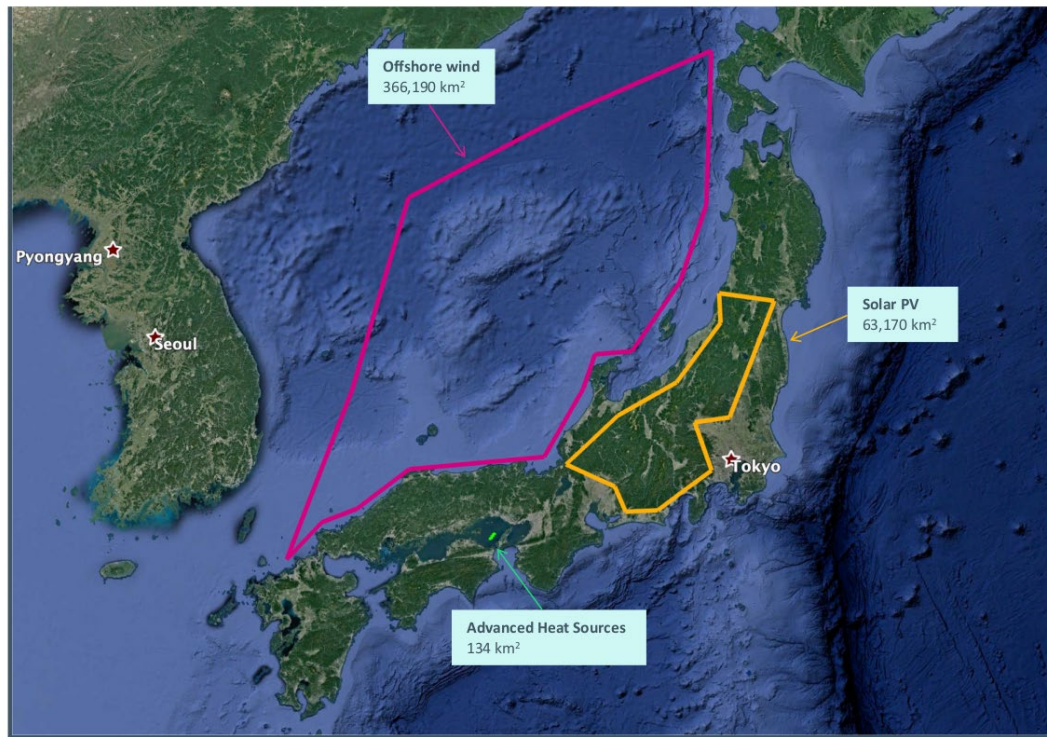 Offshore wind
366,190 km²
Solar PV
63,170 km²
Pyongyang
Seoul
Tokyo
Advanced Heat Sources
134 km²